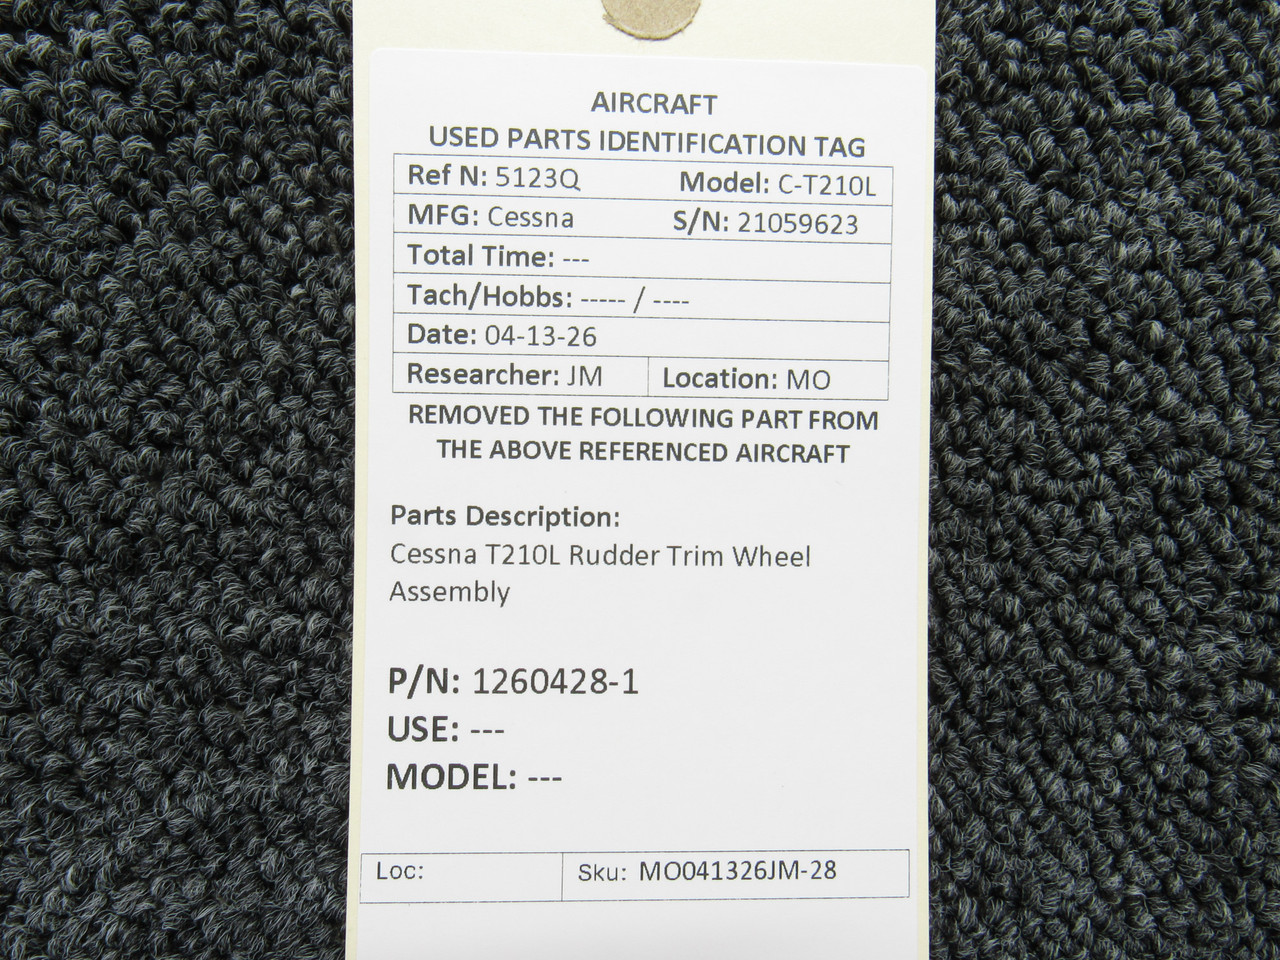 AIRCRAFT
USED PARTS IDENTIFICATION TAG
Ref N: 5123Q Model: C-T210L
MFG: Cessna S/N: 21059623
Total Time: ---
Tach/Hobbs: ----- / ----
Date: 04-13-26
Researcher: JM Location: MO
REMOVED THE FOLLOWING PART FROM
THE ABOVE REFERENCED AIRCRAFT
Parts Description:
Cessna T210L Rudder Trim Wheel
Assembly
P/N: 1260428-1
USE: ---
MODEL: ---
Loc: Sku: MO041326JM-28